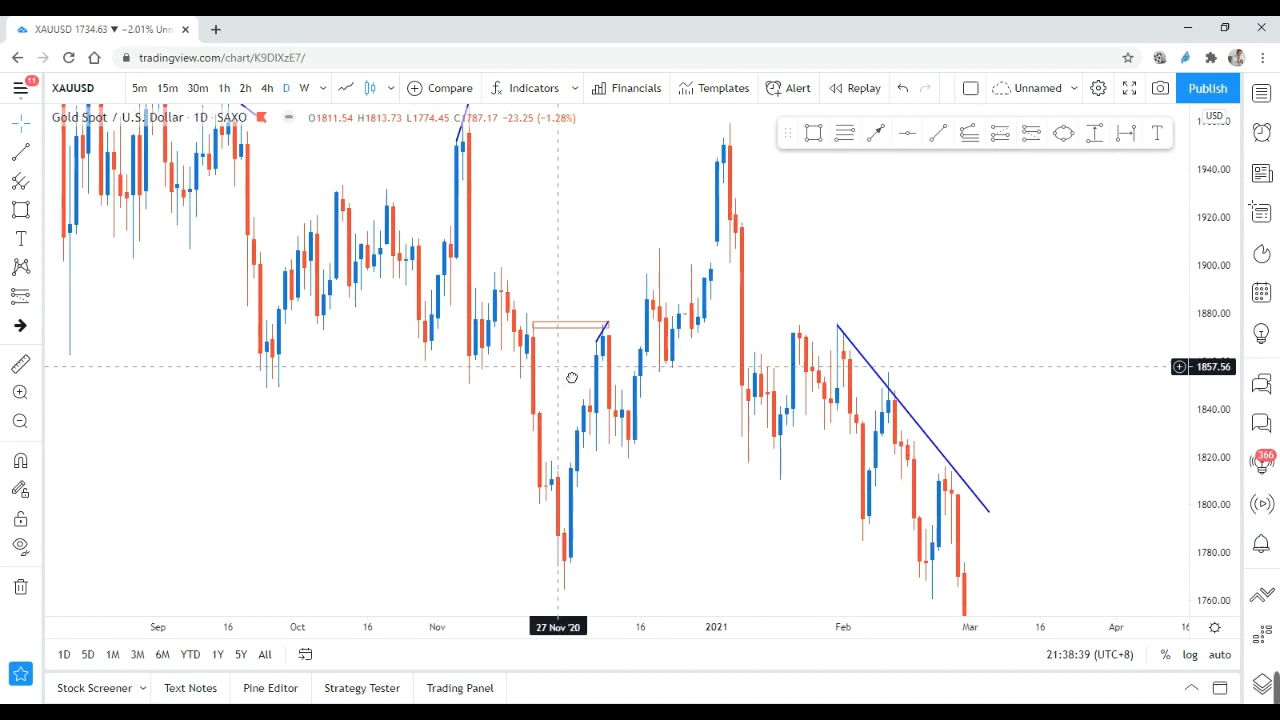 XAUUSD 1734.63 ▼ −2.01% Unn
tradingview.com/chart/K9DIXzE7/
11
XAUUSD 5m 15m 30m 1h 2h 4h D W Compare Indicators Financials Templates Alert Replay Unnamed Publish
Gold Spot / U.S. Dollar · 1D · SAXO O1811.54 H1813.73 L1774.45 C1787.17 −23.25 (−1.28%)
USD
1940.00
1920.00
1900.00
1880.00
1857.56
1840.00
1820.00
1800.00
1780.00
1760.00
366
Sep 16 Oct 16 Nov 27 Nov '20 16 2021 Feb Mar 16 Apr
1D 5D 1M 3M 6M YTD 1Y 5Y All 21:38:39 (UTC+8) % log auto
Stock Screener Text Notes Pine Editor Strategy Tester Trading Panel